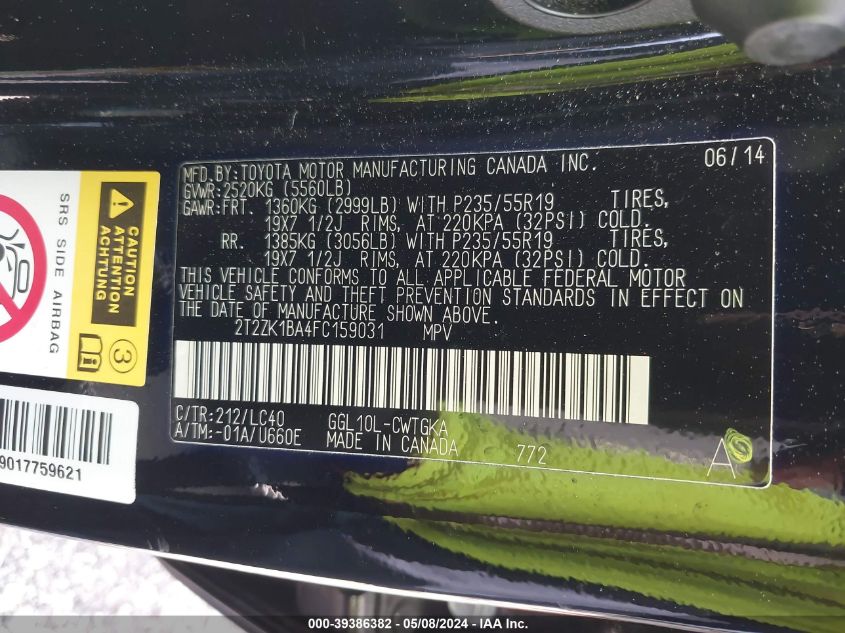 MFD. BY: TOYOTA MOTOR MANUFACTURING CANADA INC. 06/14
GVWR: 2520KG (5560LB)
GAWR: FRT. 1360KG (2999LB) WITH P235/55R19 TIRES,
19X7 1/2J RIMS, AT 220KPA (32PSI) COLD.
RR. 1385KG (3056LB) WITH P235/55R19 TIRES,
19X7 1/2J RIMS, AT 220KPA (32PSI) COLD.
THIS VEHICLE CONFORMS TO ALL APPLICABLE FEDERAL MOTOR
VEHICLE SAFETY AND THEFT PREVENTION STANDARDS IN EFFECT ON
THE DATE OF MANUFACTURE SHOWN ABOVE.
2T2ZK1BA4FC159031 MPV
C/TR: 212/LC40 GGL10L-CWTGKA
A/TM: -01A/U660E MADE IN CANADA 772
A
SRS SIDE AIRBAG
CAUTION
ATTENTION
ACHTUNG
3
9017759621
000-39386382 - 05/08/2024 - IAA Inc.